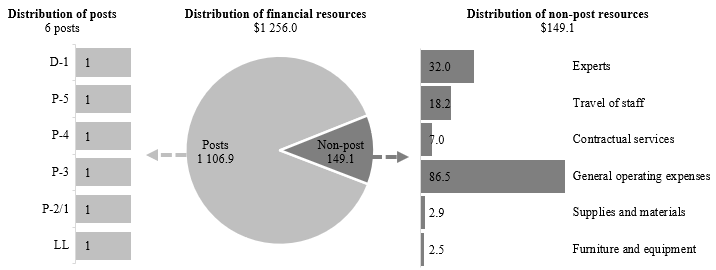 Distribution of posts
6 posts
D-1 1
P-5 1
P-4 1
P-3 1
P-2/1 1
LL 1
Distribution of financial resources
$1 256.0
Posts
1 106.9
Non-post
149.1
Distribution of non-post resources
$149.1
32.0 Experts
18.2 Travel of staff
7.0 Contractual services
86.5 General operating expenses
2.9 Supplies and materials
2.5 Furniture and equipment